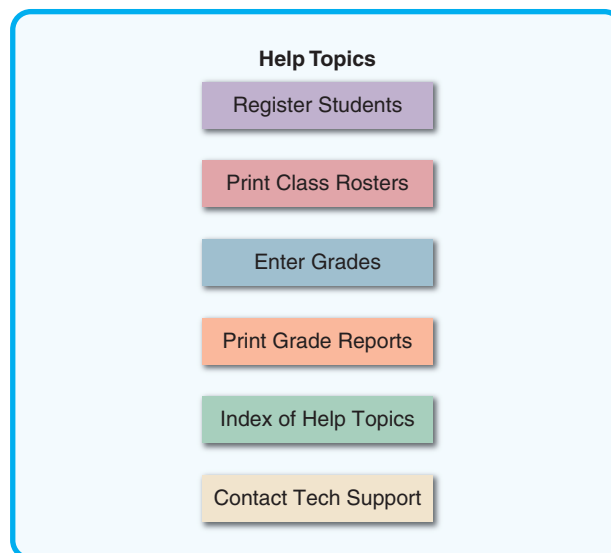 Help Topics
Register Students
Print Class Rosters
Enter Grades
Print Grade Reports
Index of Help Topics
Contact Tech Support